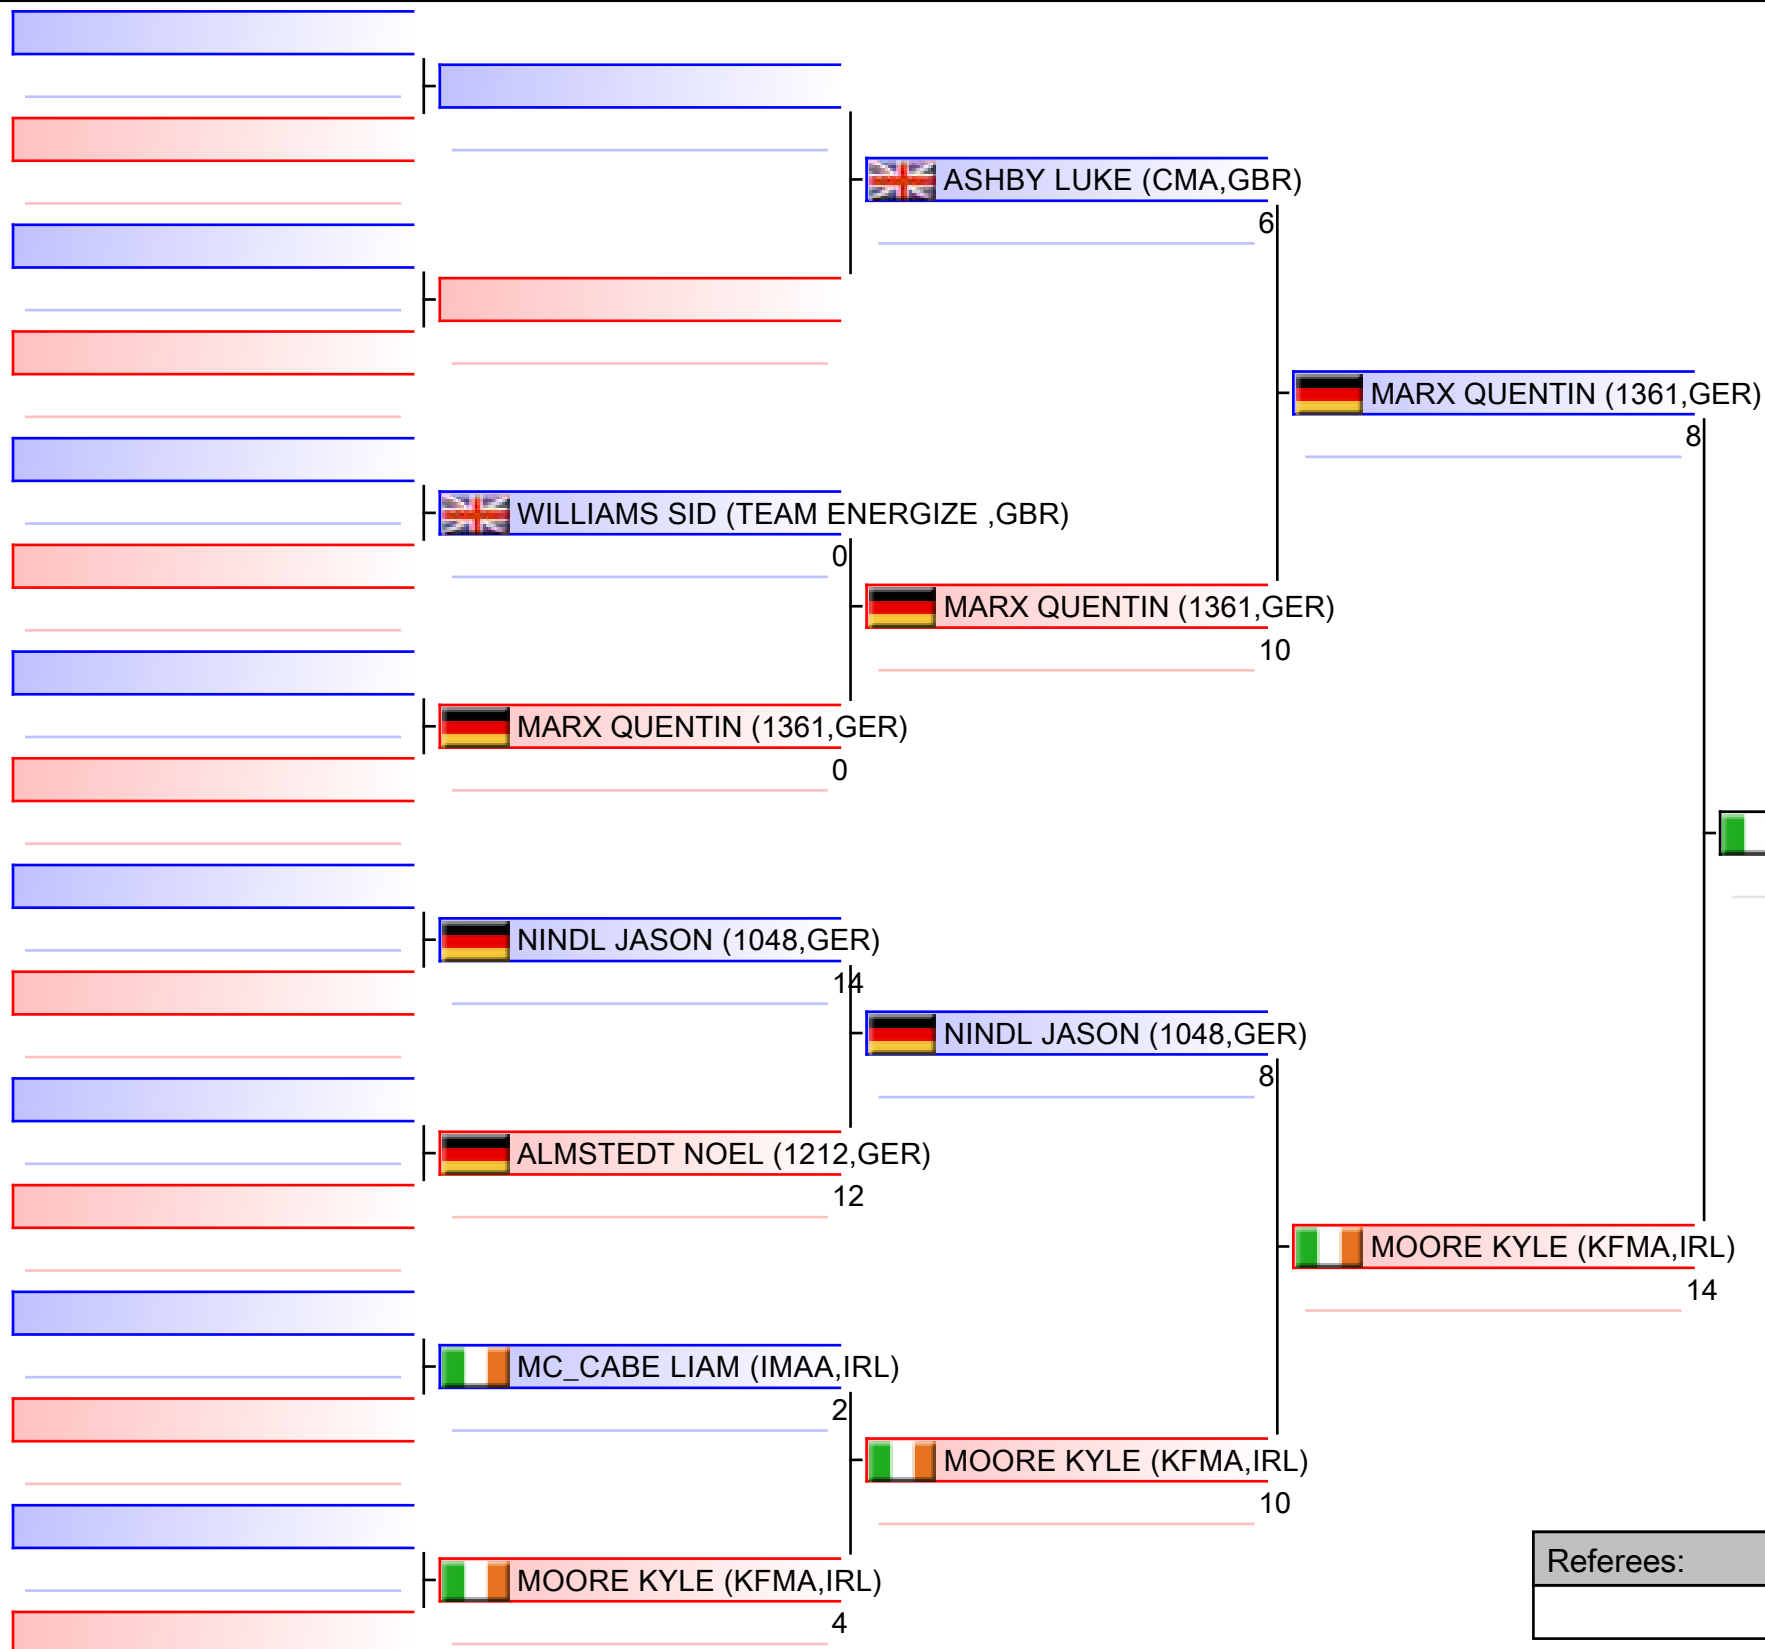 ASHBY LUKE (CMA,GBR)
6
MARX QUENTIN (1361,GER)
8
WILLIAMS SID (TEAM ENERGIZE ,GBR)
0
MARX QUENTIN (1361,GER)
10
MARX QUENTIN (1361,GER)
0
NINDL JASON (1048,GER)
14
NINDL JASON (1048,GER)
8
ALMSTEDT NOEL (1212,GER)
12
MOORE KYLE (KFMA,IRL)
14
MC_CABE LIAM (IMAA,IRL)
2
MOORE KYLE (KFMA,IRL)
10
Referees:
MOORE KYLE (KFMA,IRL)
4